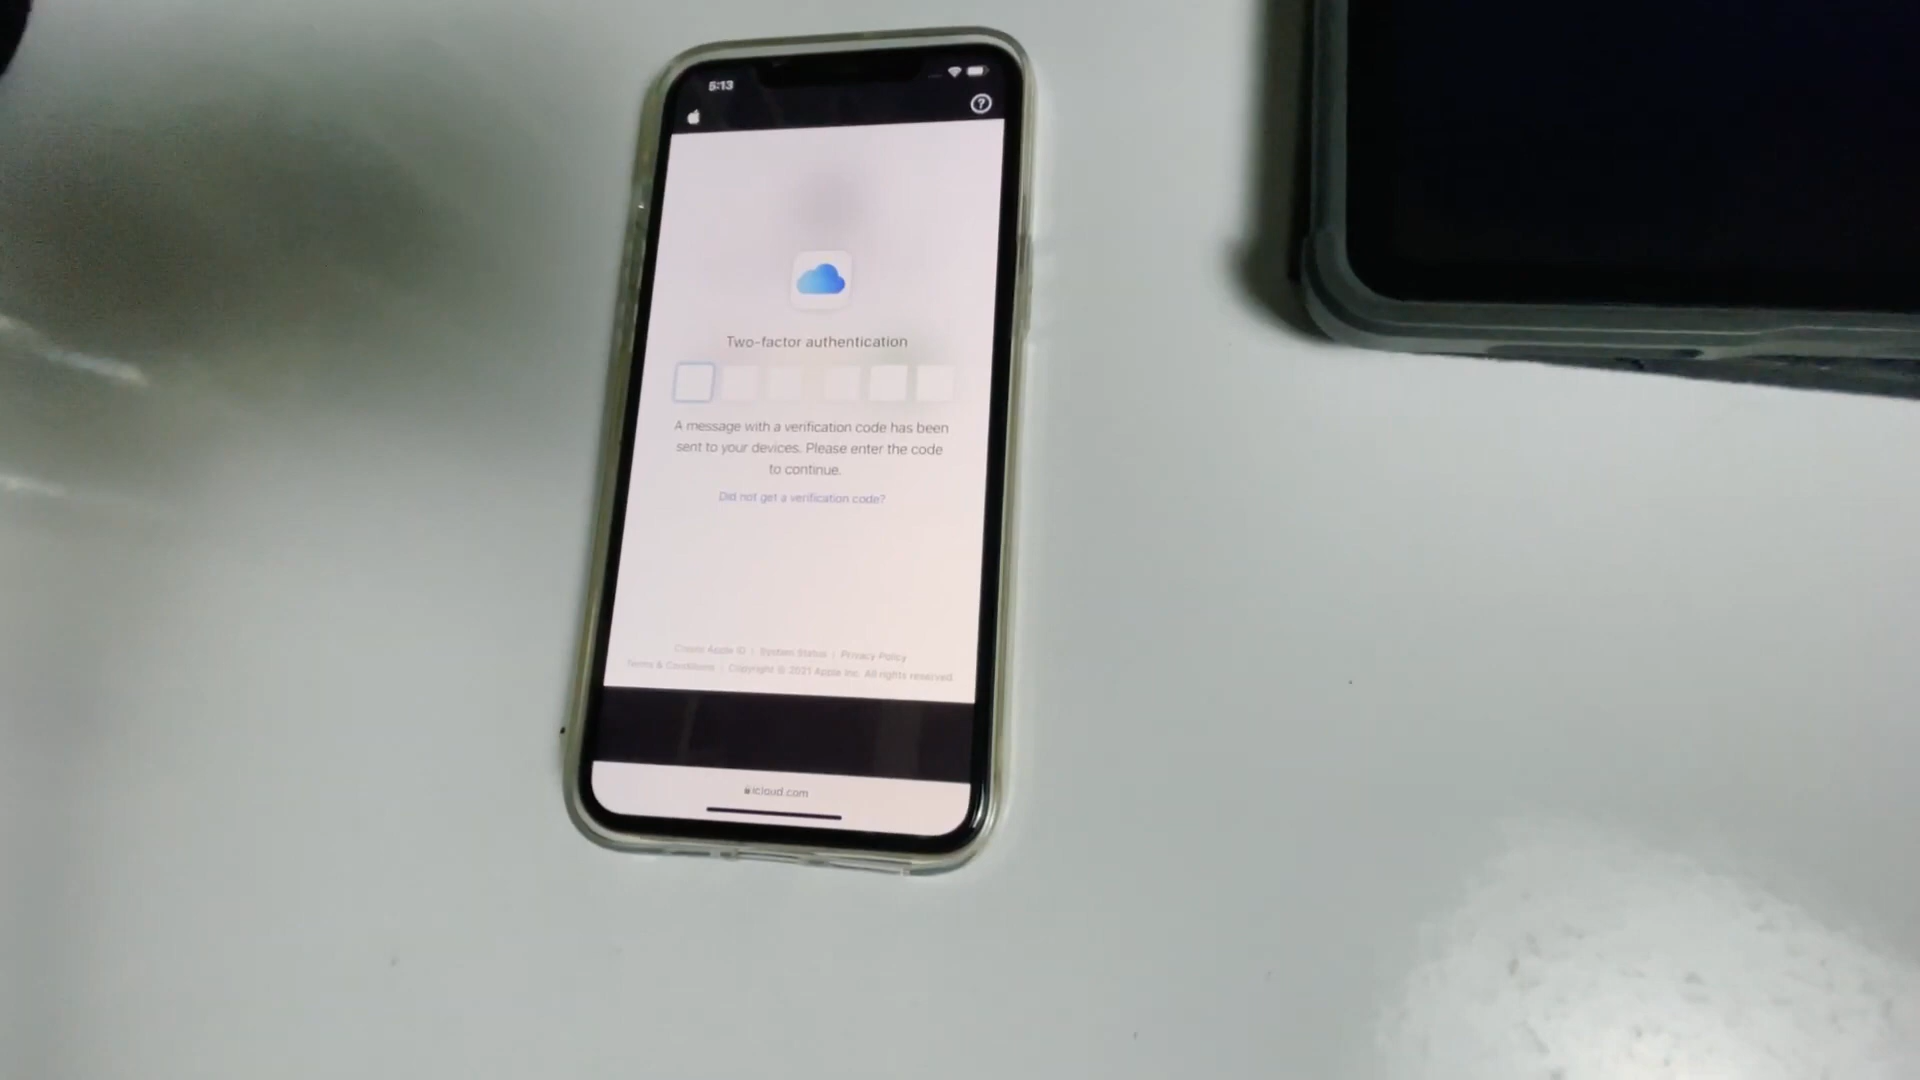 5:13
?
Two-factor authentication
A message with a verification code has been
sent to your devices. Please enter the code
to continue.
Did not get a verification code?
Create Apple ID | System Status | Privacy Policy
Terms & Conditions | Copyright © 2021 Apple Inc. All rights reserved.
icloud.com